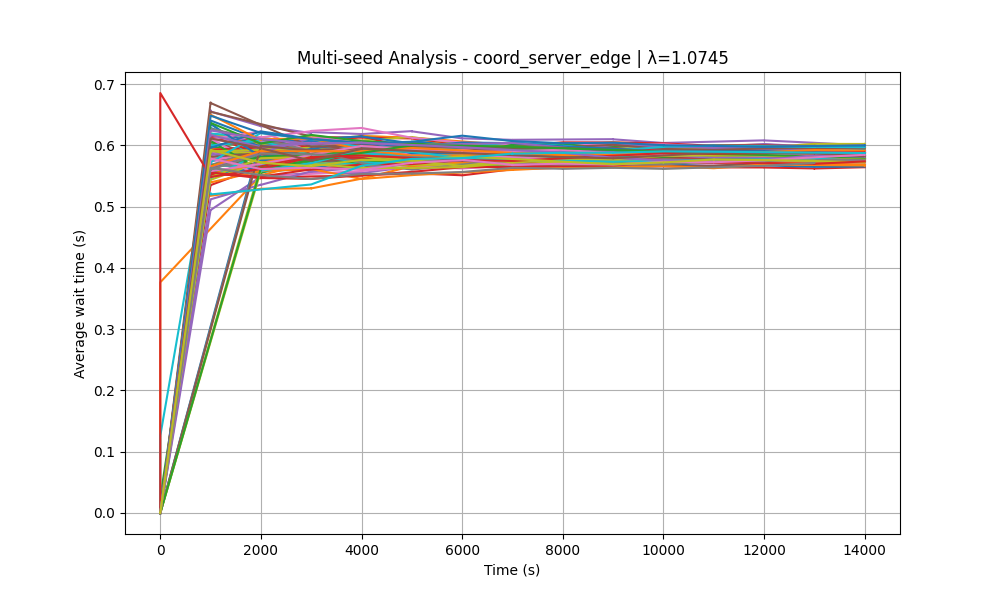 Multi-seed Analysis - coord_server_edge | λ=1.0745
0.7
0.6
0.5
0.4
0.3
0.2
0.1
0.0
Average wait time (s)
0 2000 4000 6000 8000 10000 12000 14000
Time (s)